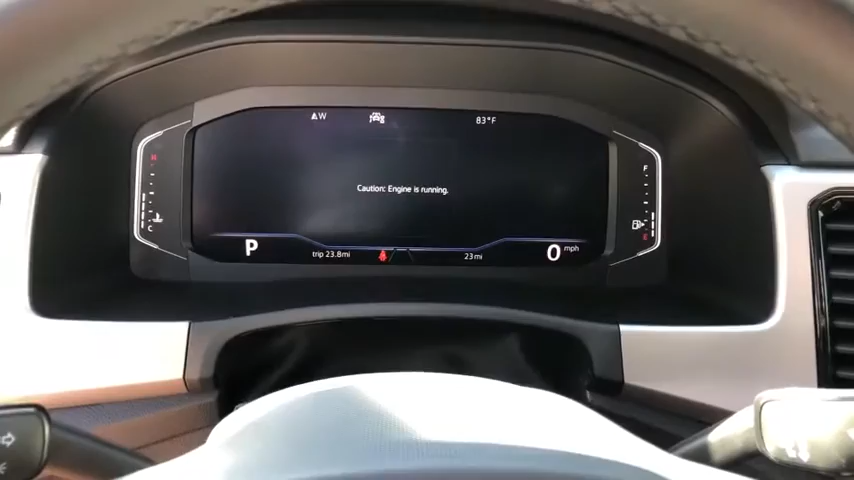 W
83°F
H
F
Caution: Engine is running.
C
P
trip 23.8mi
23mi
0 mph